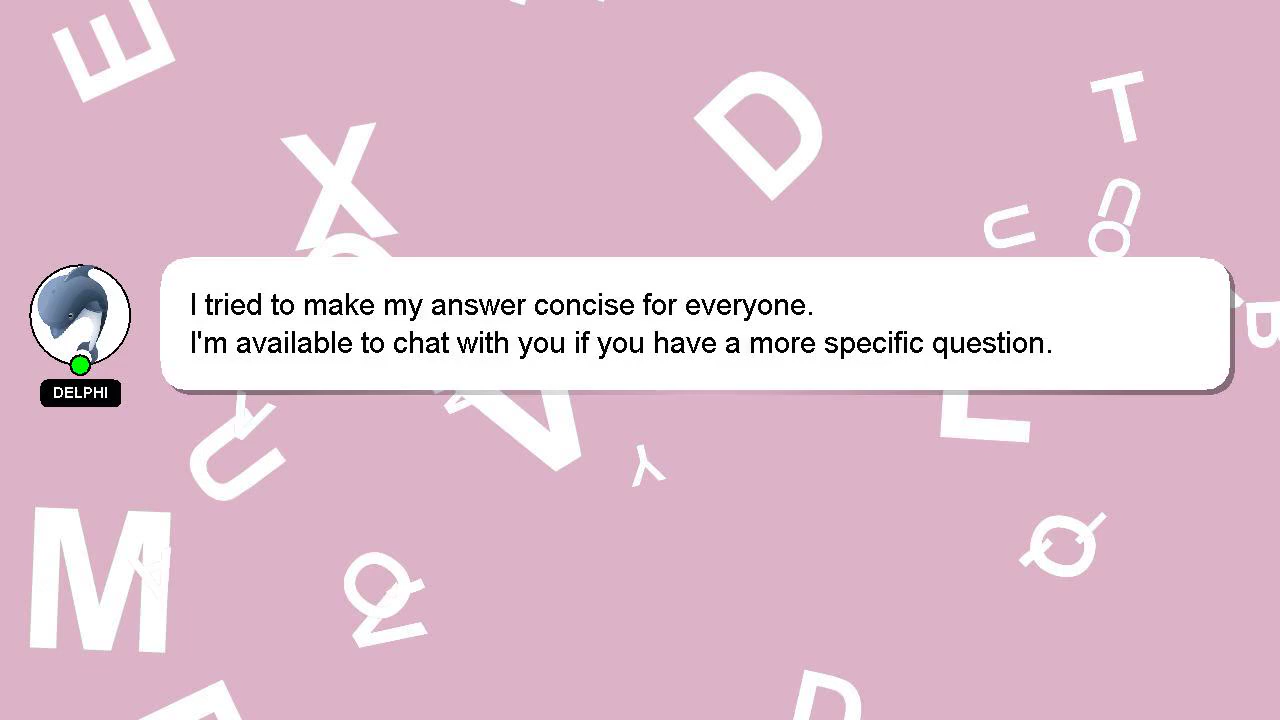 E
X
D
T
U
U
O
I tried to make my answer concise for everyone.
I'm available to chat with you if you have a more specific question.
DELPHI
B
U
Y
V
Y
L
M
Q
Z
Q
D